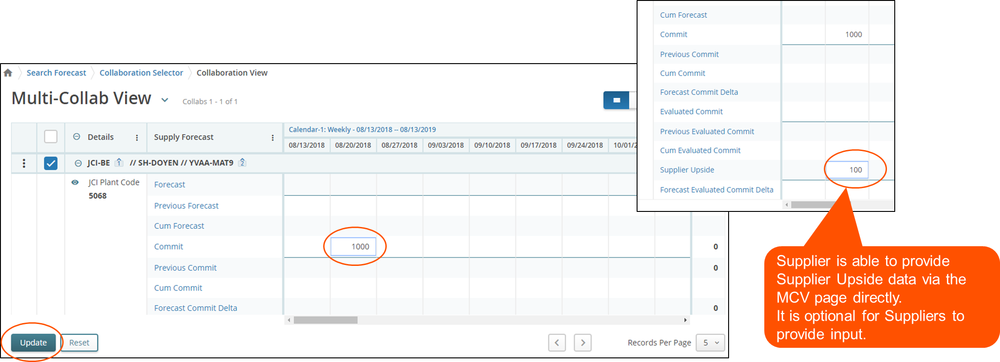 Cum Forecast
Commit 1000
Previous Commit
Cum Commit
Forecast Commit Delta
Evaluated Commit
Previous Evaluated Commit
Cum Evaluated Commit
Supplier Upside 100
Forecast Evaluated Commit Delta
Search Forecast Collaboration Selector Collaboration View
Multi-Collab View Collabs 1 - 1 of 1
Details Supply Forecast
Calendar-1: Weekly - 08/13/2018 -- 08/13/2019
08/13/2018 08/20/2018 08/27/2018 09/03/2018 09/10/2018 09/17/2018 09/24/2018 10/01/2
JCI-BE 1 // SH-DOYEN // YVAA-MAT9 2
JCI Plant Code
5068
Forecast
Previous Forecast
Cum Forecast
Commit 1000 0
Previous Commit 0
Cum Commit
Forecast Commit Delta 0
Update Reset Records Per Page 5
Supplier is able to provide
Supplier Upside data via the
MCV page directly.
It is optional for Suppliers to
provide input.